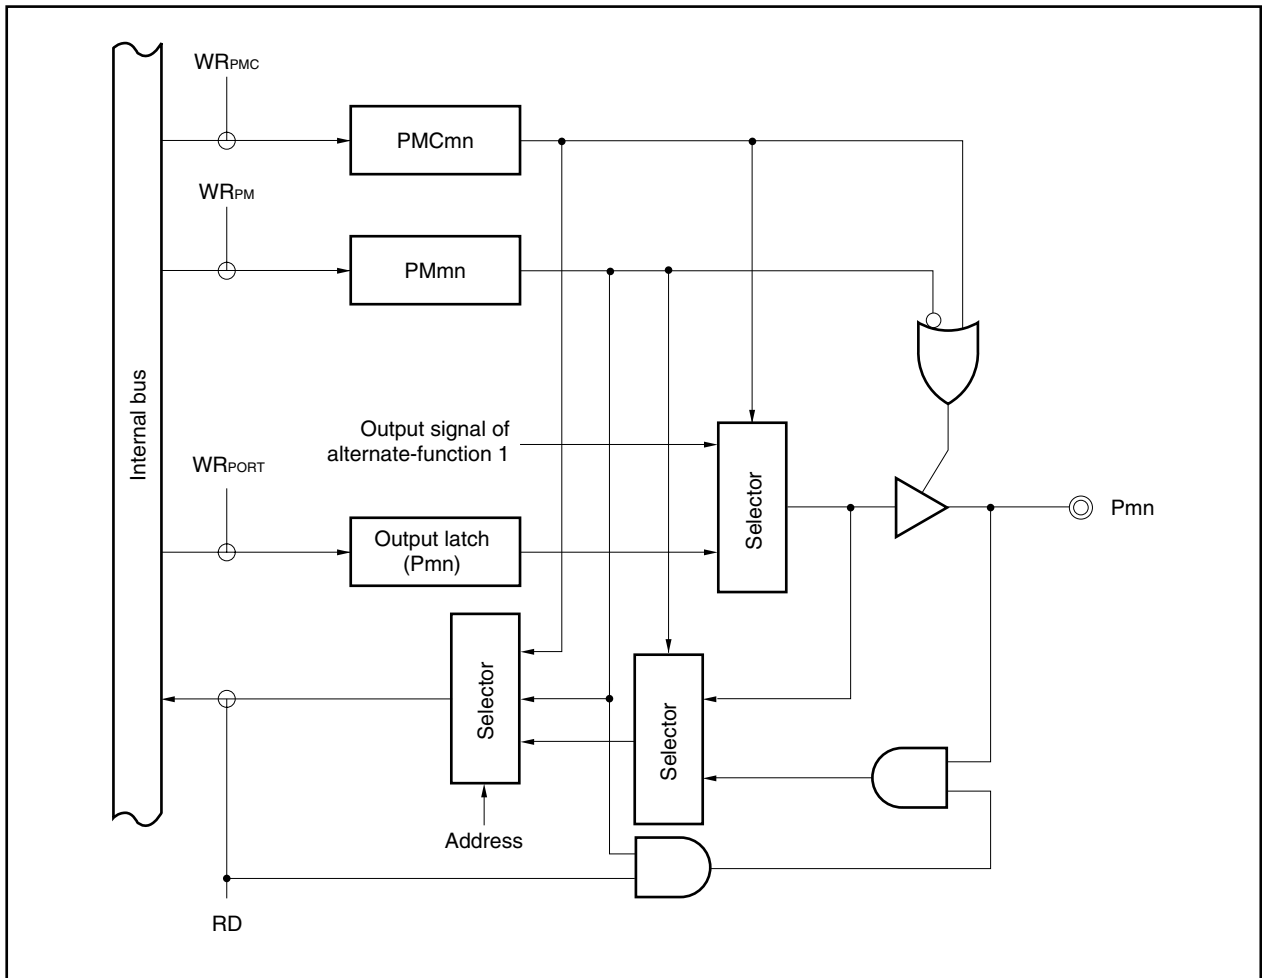 WRPMC
PMCmn
WRPM
PMmn
Internal bus
Output signal of
alternate-function 1
WRPORT
Output latch
(Pmn)
Selector
Pmn
Selector
Selector
Address
RD